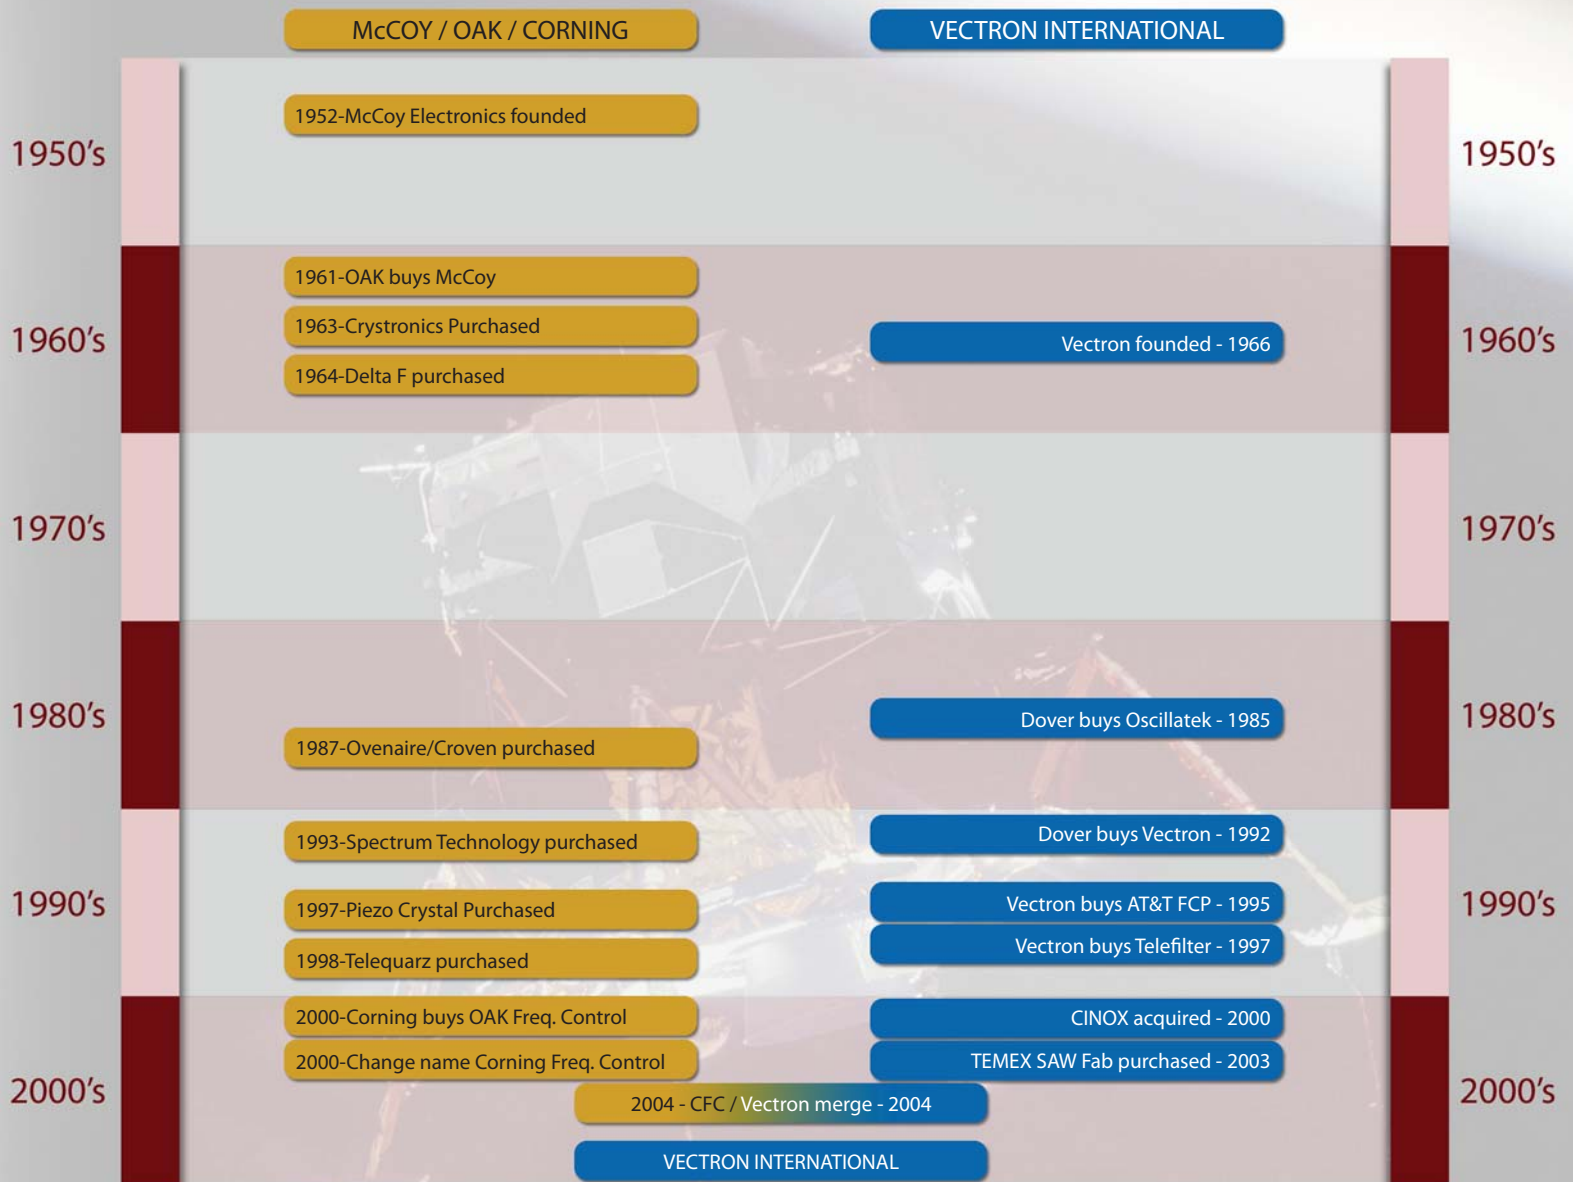 McCOY / OAK / CORNING
VECTRON INTERNATIONAL
1950's
1952-McCoy Electronics founded
1950's
1960's
1961-OAK buys McCoy
1963-Crystronics Purchased
1964-Delta F purchased
Vectron founded - 1966
1960's
1970's
1970's
1980's
1987-Ovenaire/Croven purchased
Dover buys Oscillatek - 1985
1980's
1990's
1993-Spectrum Technology purchased
1997-Piezo Crystal Purchased
1998-Telequarz purchased
Dover buys Vectron - 1992
Vectron buys AT&T FCP - 1995
Vectron buys Telefilter - 1997
1990's
2000's
2000-Corning buys OAK Freq. Control
2000-Change name Corning Freq. Control
CINOX acquired - 2000
TEMEX SAW Fab purchased - 2003
2000's
2004 - CFC / Vectron merge - 2004
VECTRON INTERNATIONAL